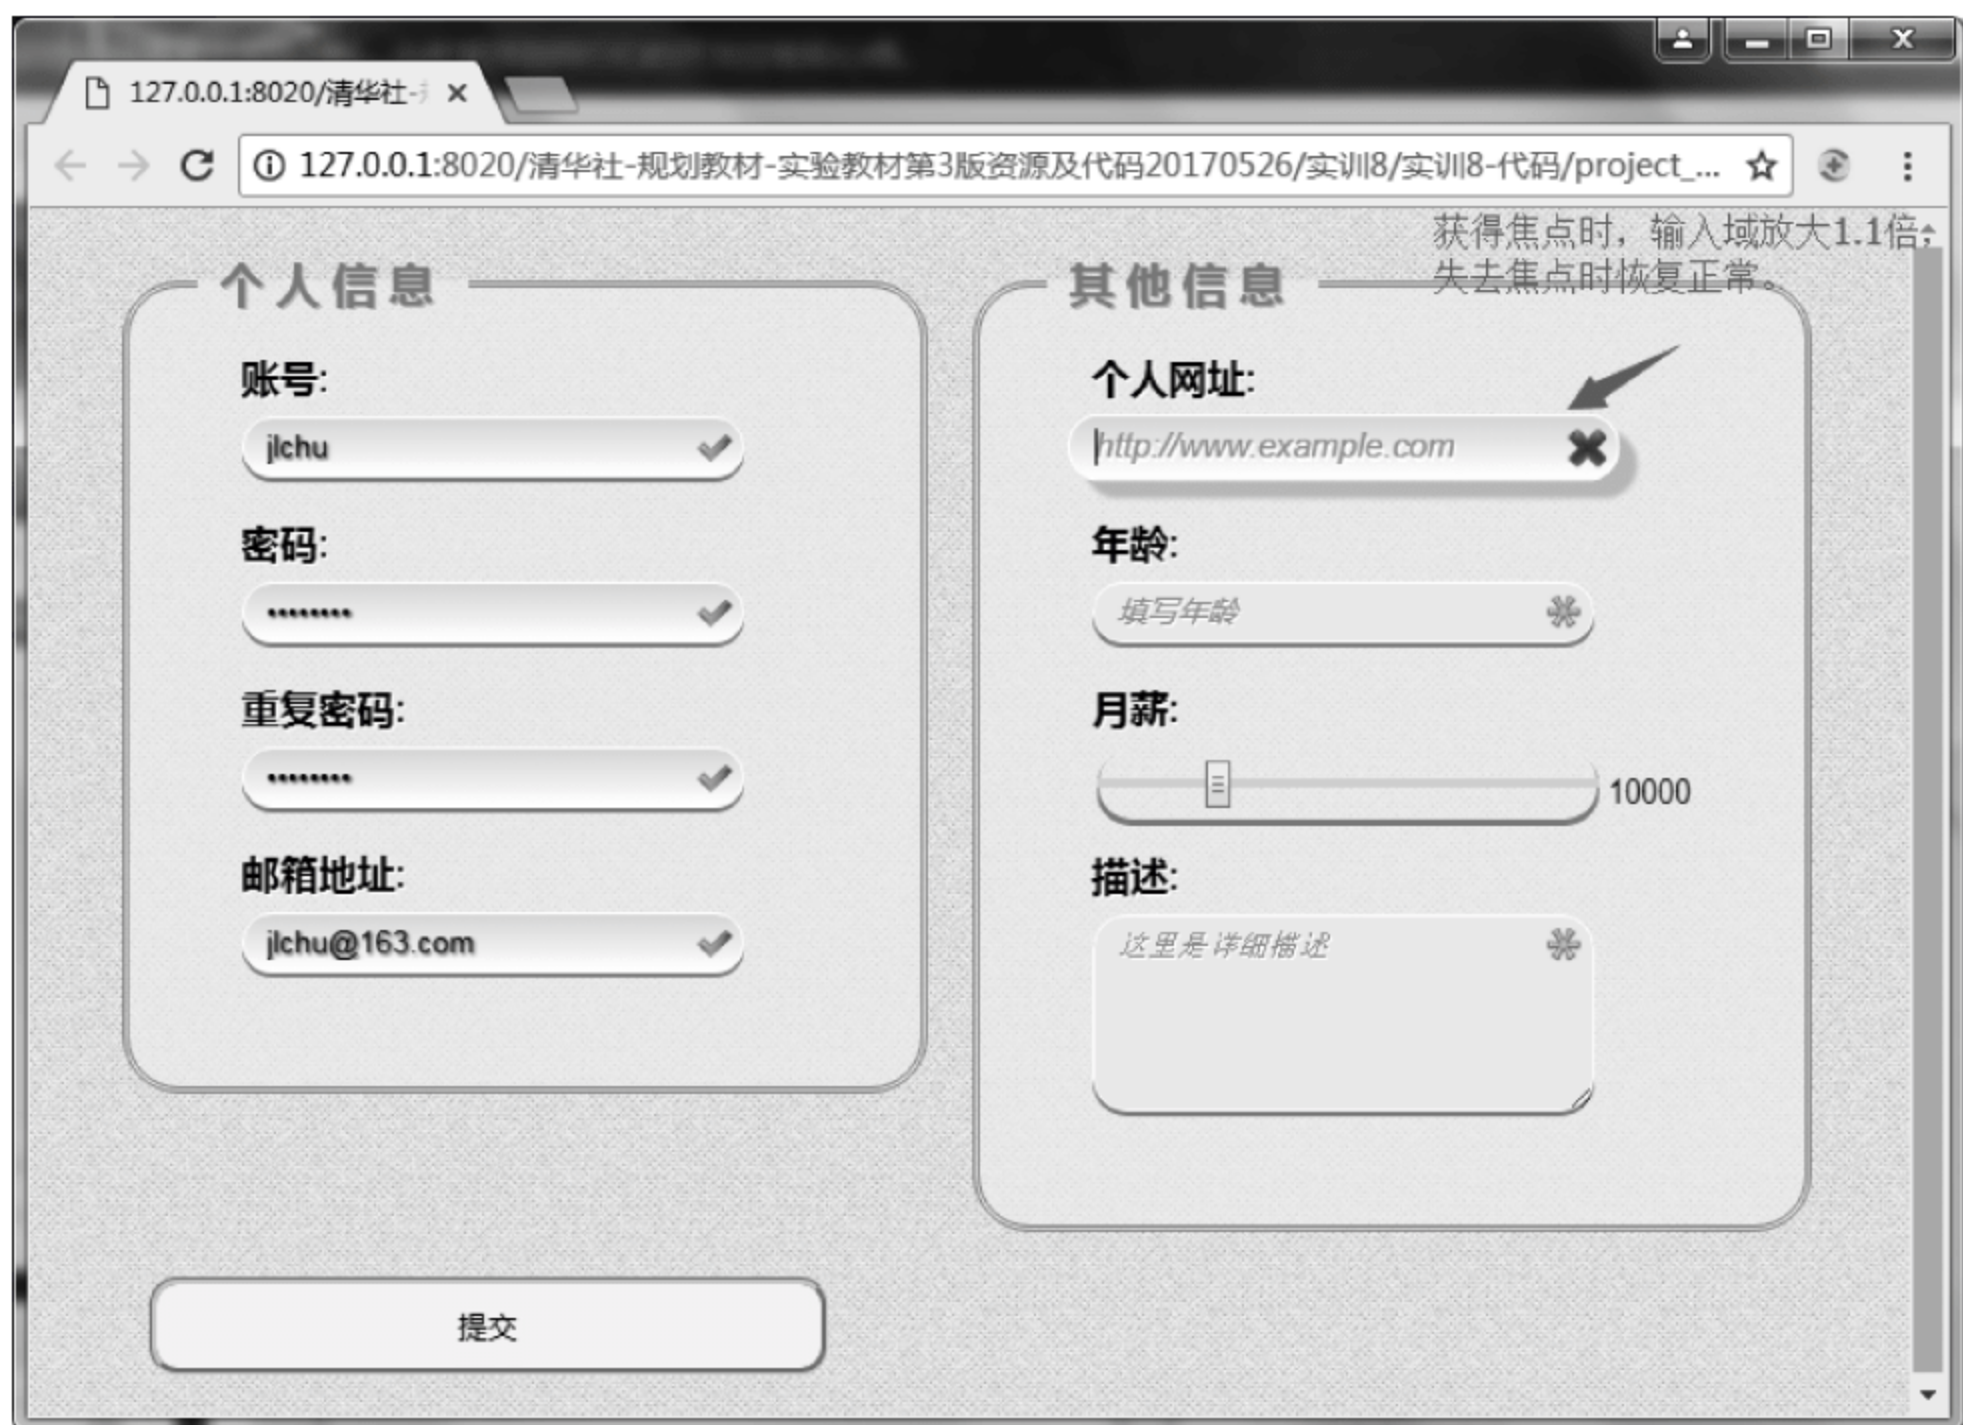 127.0.0.1:8020/清华社-
127.0.0.1:8020/清华社-规划教材-实验教材第3版资源及代码20170526/实训8/实训8-代码/project_...
获得焦点时，输入域放大1.1倍，
失去焦点时恢复正常。
个人信息
账号:
jlchu
密码:
••••••••
重复密码:
••••••••
邮箱地址:
jlchu@163.com
其他信息
个人网址:
http://www.example.com
年龄:
填写年龄
月薪:
10000
描述:
这里是详细描述
提交